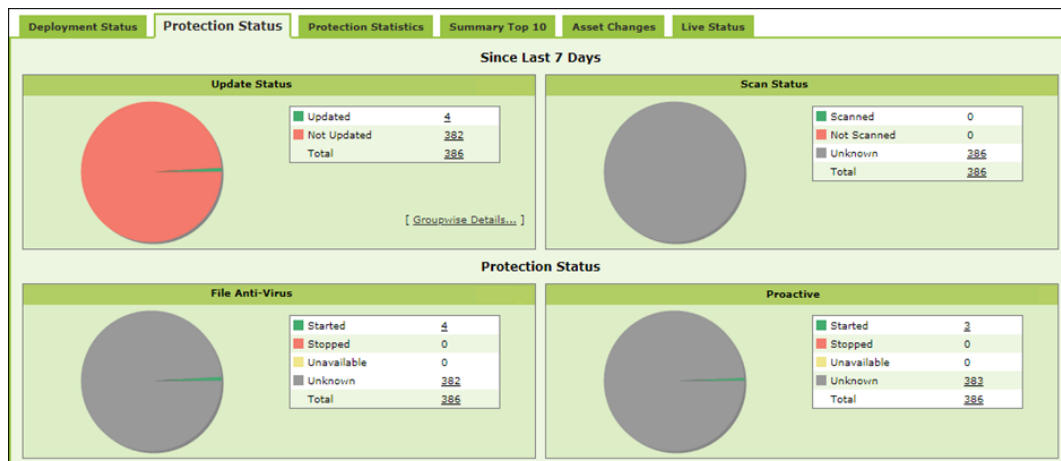 Deployment Status Protection Status Protection Statistics Summary Top 10 Asset Changes Live Status
Since Last 7 Days
Update Status
Updated 4
Not Updated 382
Total 386
[ Groupwise Details... ]
Scan Status
Scanned 0
Not Scanned 0
Unknown 386
Total 386
Protection Status
File Anti-Virus
Started 4
Stopped 0
Unavailable 0
Unknown 382
Total 386
Proactive
Started 3
Stopped 0
Unavailable 0
Unknown 383
Total 386